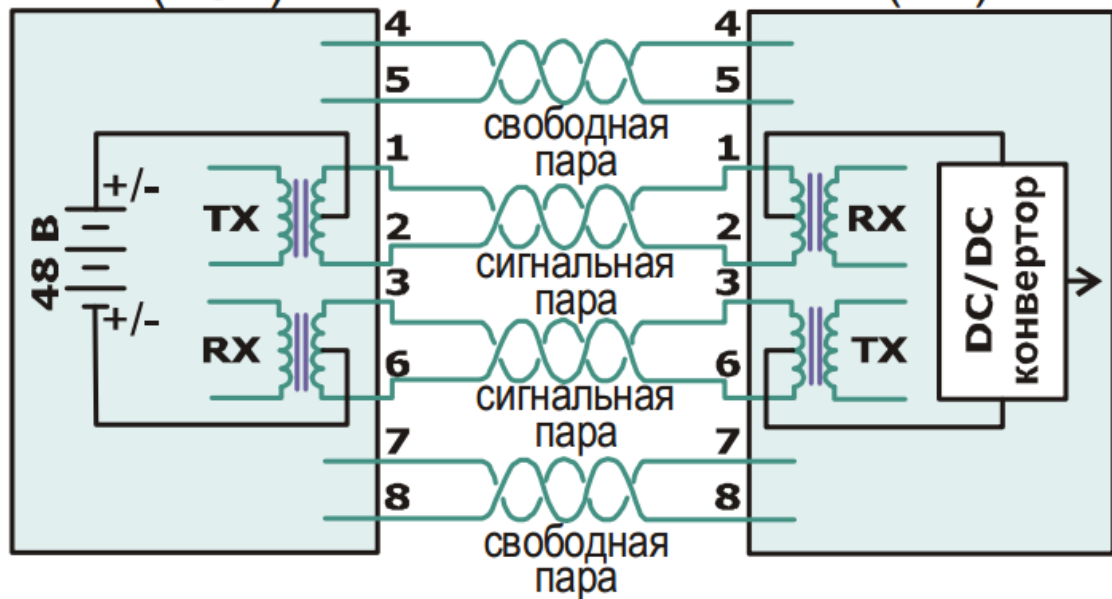 4
5
свободная
пара
4
5
+/-
48 В
+/-
TX
1
2
сигнальная
пара
1
2
RX
RX
3
6
сигнальная
пара
3
6
TX
DC/DC
конвертор
7
8
свободная
пара
7
8